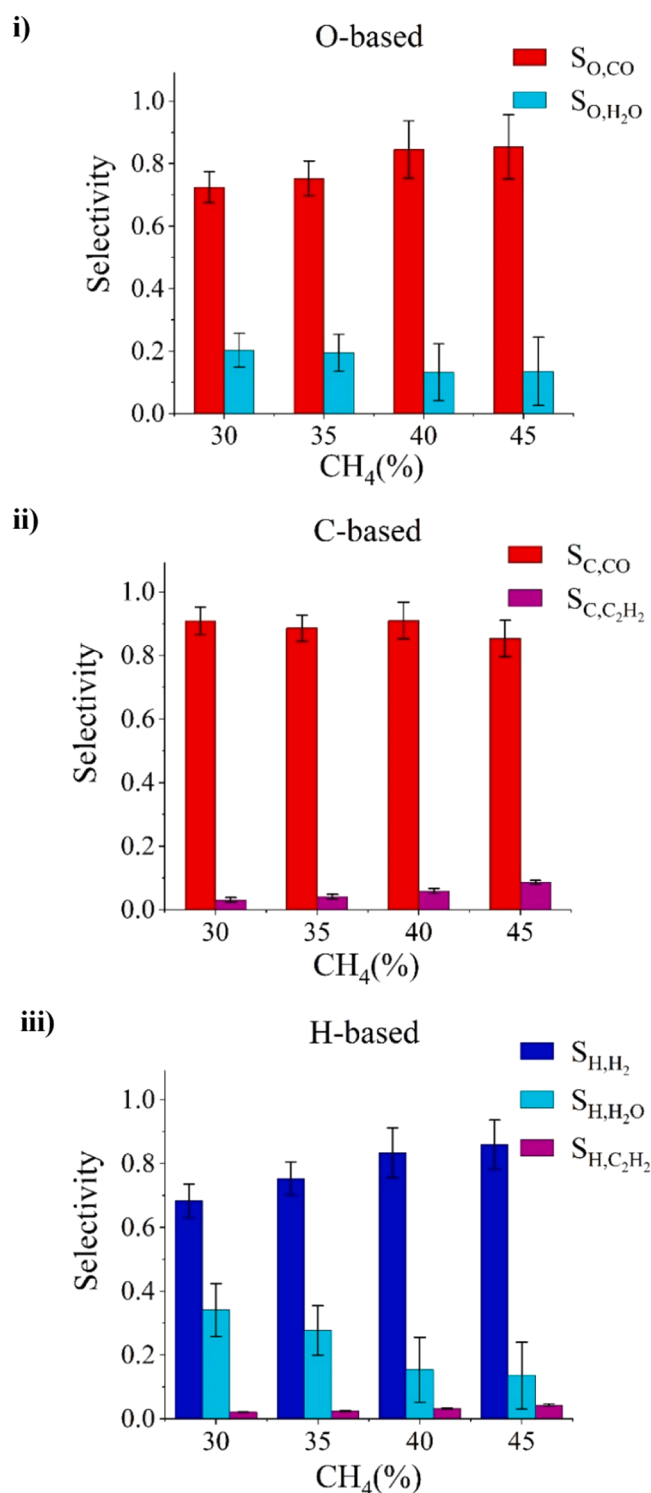 i)
O-based
S_O,CO
S_O,H₂O
Selectivity
1.0
0.8
0.6
0.4
0.2
0.0
30 35 40 45
CH₄(%)
ii)
C-based
S_C,CO
S_C,C₂H₂
Selectivity
1.0
0.8
0.6
0.4
0.2
0.0
30 35 40 45
CH₄(%)
iii)
H-based
S_H,H₂
S_H,H₂O
S_H,C₂H₂
Selectivity
1.0
0.8
0.6
0.4
0.2
0.0
30 35 40 45
CH₄(%)